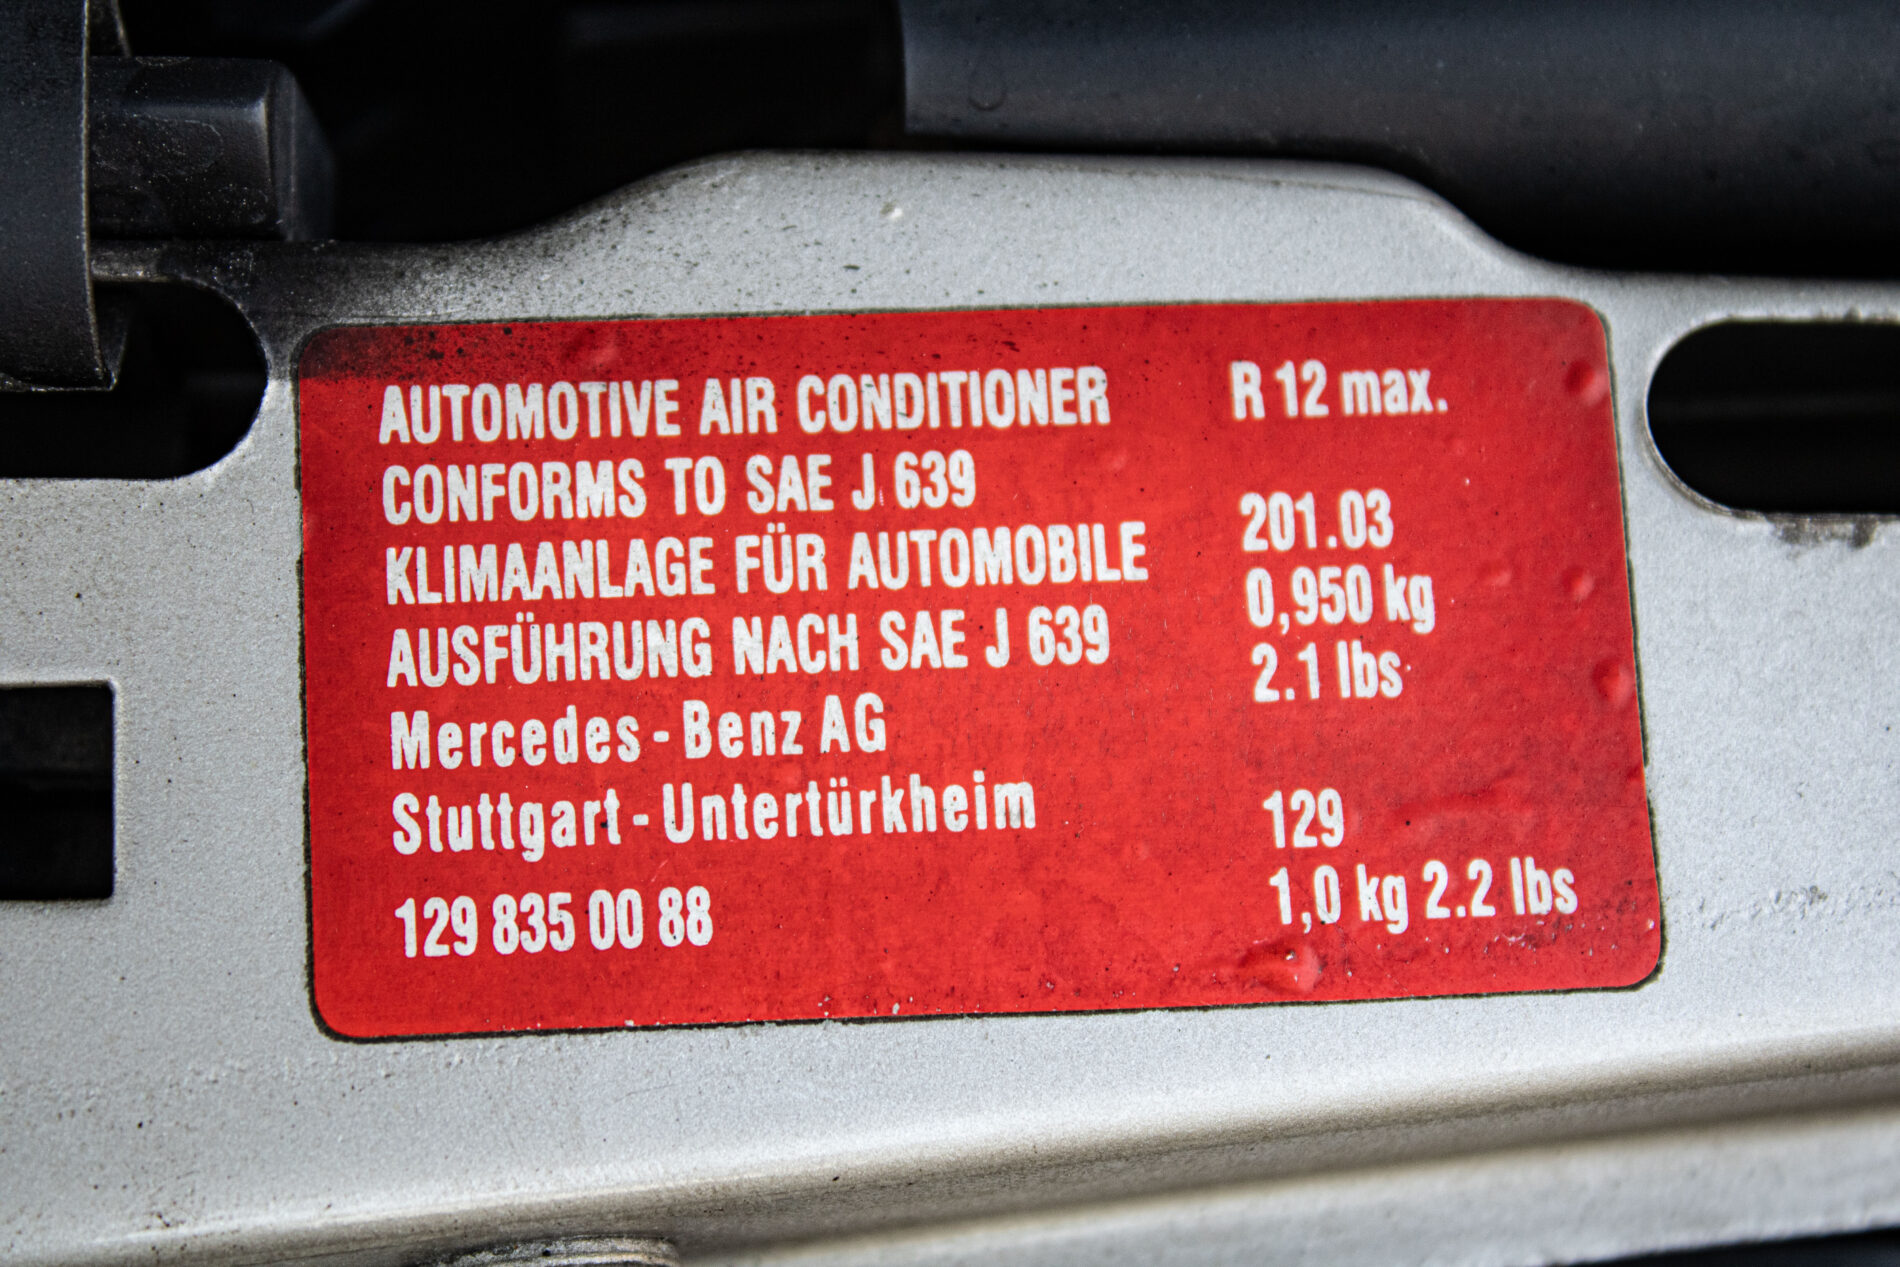 AUTOMOTIVE AIR CONDITIONER
CONFORMS TO SAE J 639
KLIMAANLAGE FÜR AUTOMOBILE
AUSFÜHRUNG NACH SAE J 639
Mercedes - Benz AG
Stuttgart - Untertürkheim
129 835 00 88
R 12 max.
201.03
0,950 kg
2.1 lbs
129
1,0 kg 2.2 lbs